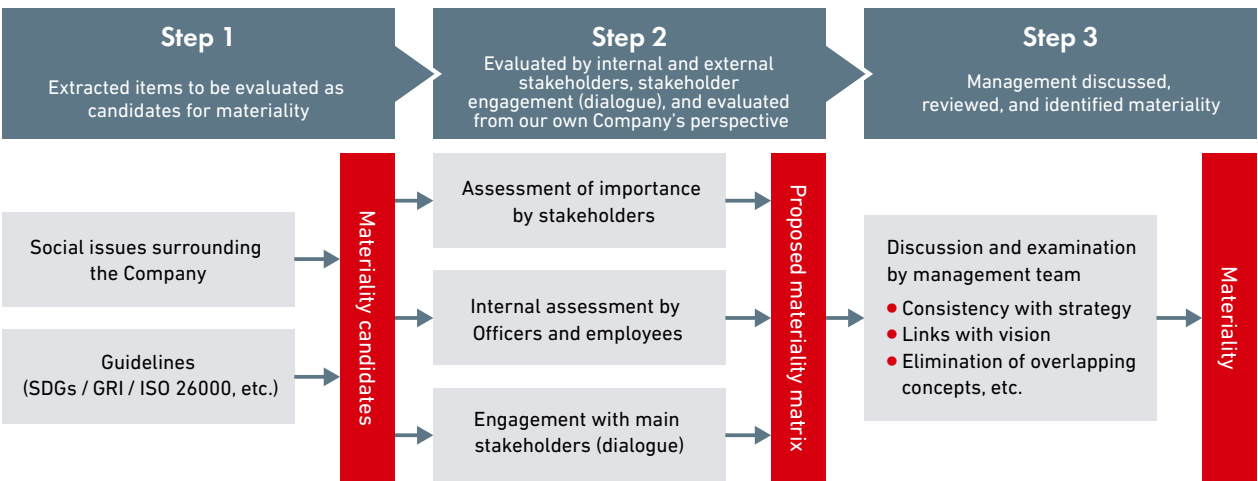 Step 1
Extracted items to be evaluated as
candidates for materiality
Step 2
Evaluated by internal and external
stakeholders, stakeholder
engagement (dialogue), and evaluated
from our own Company's perspective
Step 3
Management discussed,
reviewed, and identified materiality
Social issues surrounding
the Company
Guidelines
(SDGs / GRI / ISO 26000, etc.)
Materiality candidates
Assessment of importance
by stakeholders
Internal assessment by
Officers and employees
Engagement with main
stakeholders (dialogue)
Proposed materiality matrix
Discussion and examination
by management team
● Consistency with strategy
● Links with vision
● Elimination of overlapping
concepts, etc.
Materiality